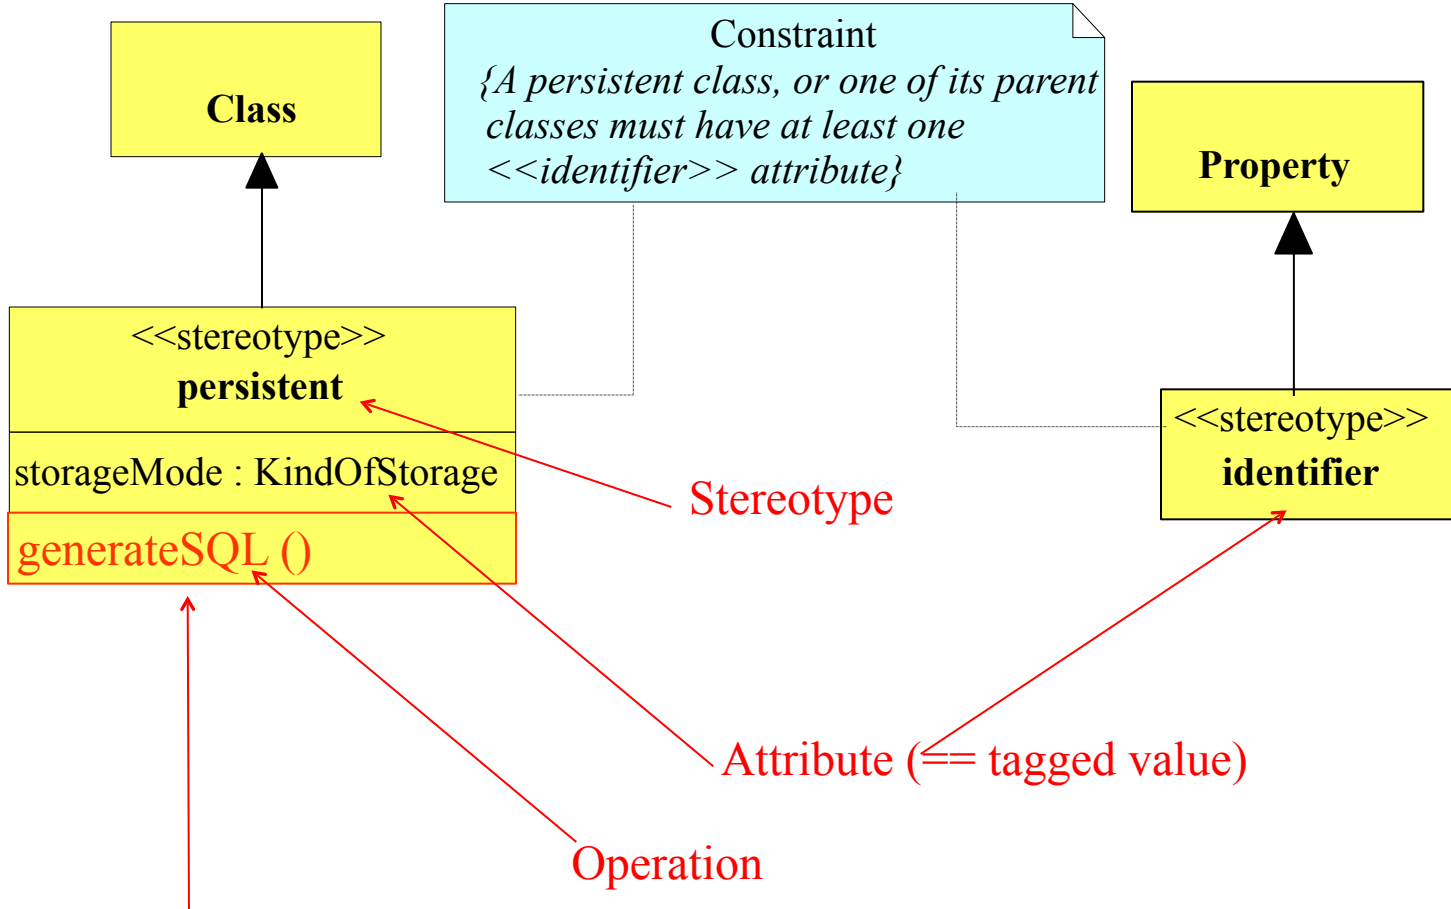 Class
Constraint
{A persistent class, or one of its parent
classes must have at least one
<<identifier>> attribute}
Property
<<stereotype>>
persistent
storageMode : KindOfStorage
generateSQL ()
<<stereotype>>
identifier
Stereotype
Attribute (== tagged value)
Operation